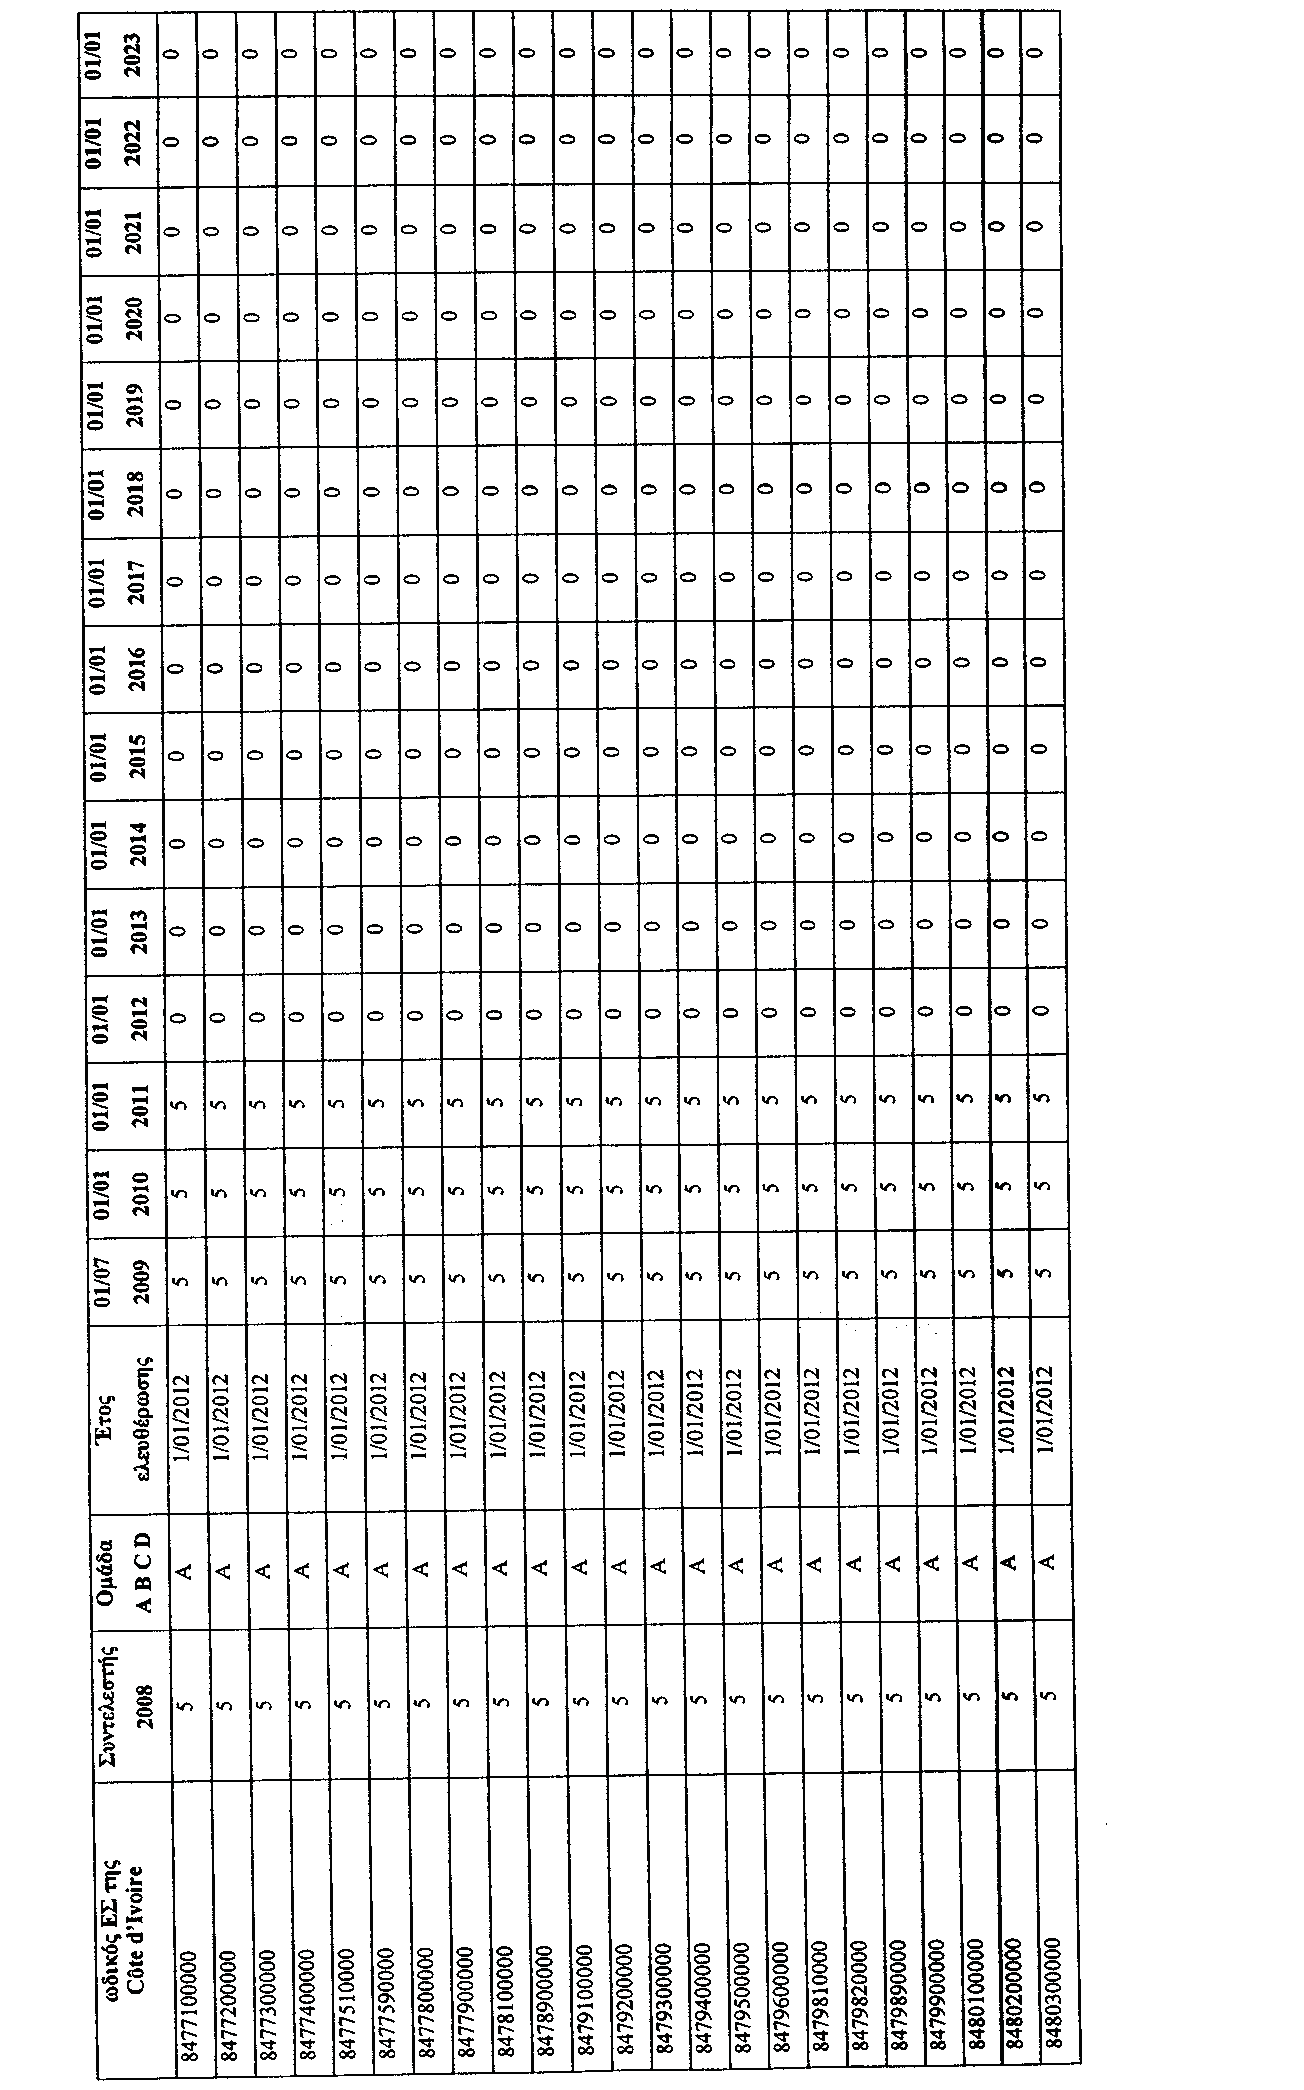 ωδικός ΕΣ της Côte d'Ivoire Συντελεστής 2008 Ομάδα A B C D Έτος ελευθέρωσης 01/07 2009 01/01 2010 01/01 2011 01/01 2012 01/01 2013 01/01 2014 01/01 2015 01/01 2016 01/01 2017 01/01 2018 01/01 2019 01/01 2020 01/01 2021 01/01 2022 01/01 2023
8477100000 5 A 1/01/2012 5 5 5 0 0 0 0 0 0 0 0 0 0 0 0
8477200000 5 A 1/01/2012 5 5 5 0 0 0 0 0 0 0 0 0 0 0 0
8477300000 5 A 1/01/2012 5 5 5 0 0 0 0 0 0 0 0 0 0 0 0
8477400000 5 A 1/01/2012 5 5 5 0 0 0 0 0 0 0 0 0 0 0 0
8477510000 5 A 1/01/2012 5 5 5 0 0 0 0 0 0 0 0 0 0 0 0
8477590000 5 A 1/01/2012 5 5 5 0 0 0 0 0 0 0 0 0 0 0 0
8477800000 5 A 1/01/2012 5 5 5 0 0 0 0 0 0 0 0 0 0 0 0
8477900000 5 A 1/01/2012 5 5 5 0 0 0 0 0 0 0 0 0 0 0 0
8478100000 5 A 1/01/2012 5 5 5 0 0 0 0 0 0 0 0 0 0 0 0
8478900000 5 A 1/01/2012 5 5 5 0 0 0 0 0 0 0 0 0 0 0 0
8479100000 5 A 1/01/2012 5 5 5 0 0 0 0 0 0 0 0 0 0 0 0
8479200000 5 A 1/01/2012 5 5 5 0 0 0 0 0 0 0 0 0 0 0 0
8479300000 5 A 1/01/2012 5 5 5 0 0 0 0 0 0 0 0 0 0 0 0
8479400000 5 A 1/01/2012 5 5 5 0 0 0 0 0 0 0 0 0 0 0 0
8479500000 5 A 1/01/2012 5 5 5 0 0 0 0 0 0 0 0 0 0 0 0
8479600000 5 A 1/01/2012 5 5 5 0 0 0 0 0 0 0 0 0 0 0 0
8479810000 5 A 1/01/2012 5 5 5 0 0 0 0 0 0 0 0 0 0 0 0
8479820000 5 A 1/01/2012 5 5 5 0 0 0 0 0 0 0 0 0 0 0 0
8479890000 5 A 1/01/2012 5 5 5 0 0 0 0 0 0 0 0 0 0 0 0
8479900000 5 A 1/01/2012 5 5 5 0 0 0 0 0 0 0 0 0 0 0 0
8480100000 5 A 1/01/2012 5 5 5 0 0 0 0 0 0 0 0 0 0 0 0
8480200000 5 A 1/01/2012 5 5 5 0 0 0 0 0 0 0 0 0 0 0 0
8480300000 5 A 1/01/2012 5 5 5 0 0 0 0 0 0 0 0 0 0 0 0